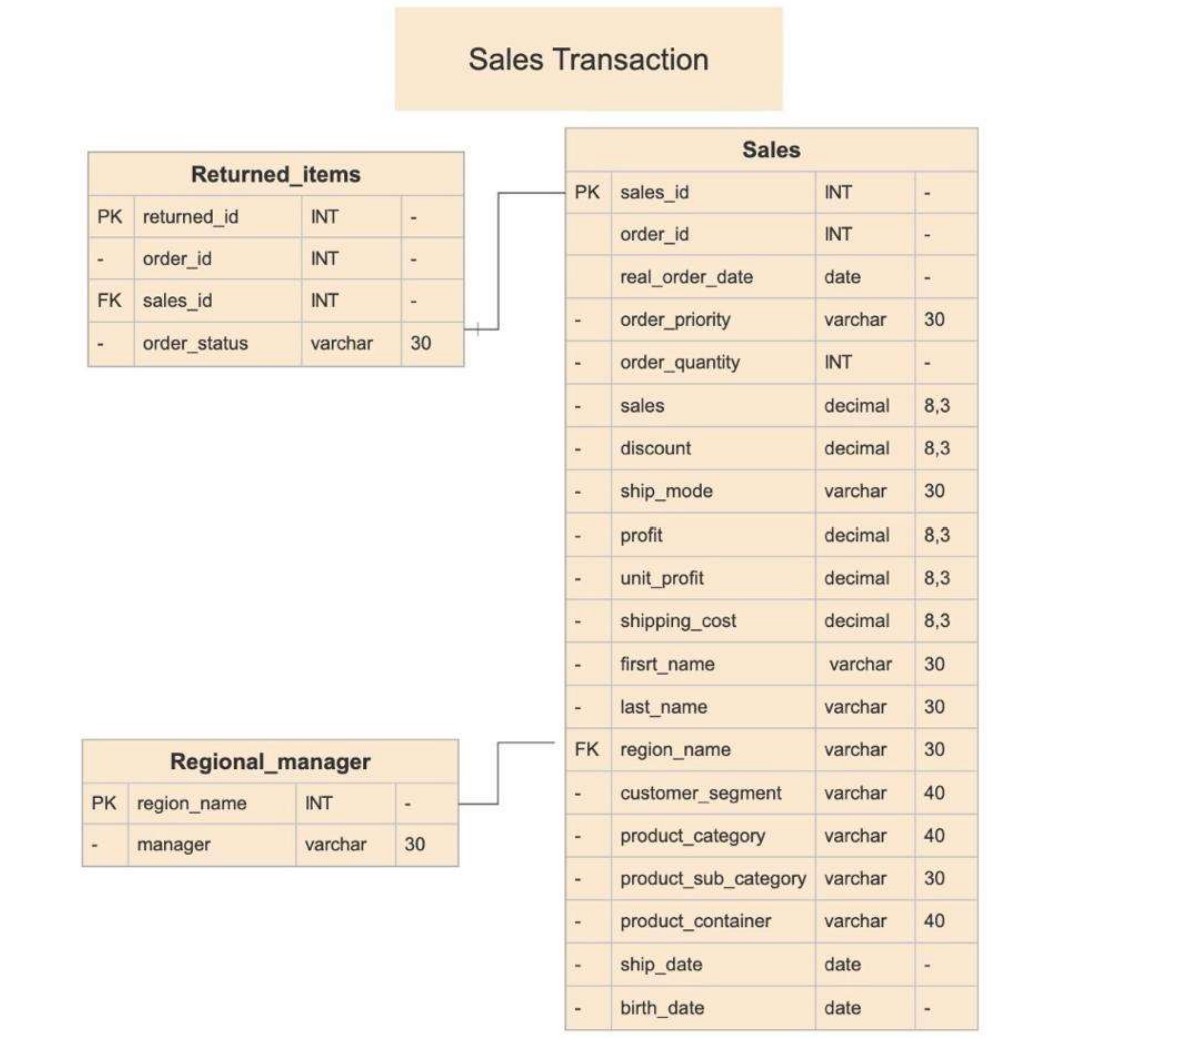 Sales Transaction
Returned_items
PK returned_id INT -
- order_id INT -
FK sales_id INT -
- order_status varchar 30
Sales
PK sales_id INT -
order_id INT -
real_order_date date -
- order_priority varchar 30
- order_quantity INT -
- sales decimal 8,3
- discount decimal 8,3
- ship_mode varchar 30
- profit decimal 8,3
- unit_profit decimal 8,3
- shipping_cost decimal 8,3
- firsrt_name varchar 30
- last_name varchar 30
FK region_name varchar 30
- customer_segment varchar 40
- product_category varchar 40
- product_sub_category varchar 30
- product_container varchar 40
- ship_date date -
- birth_date date -
Regional_manager
PK region_name INT -
- manager varchar 30